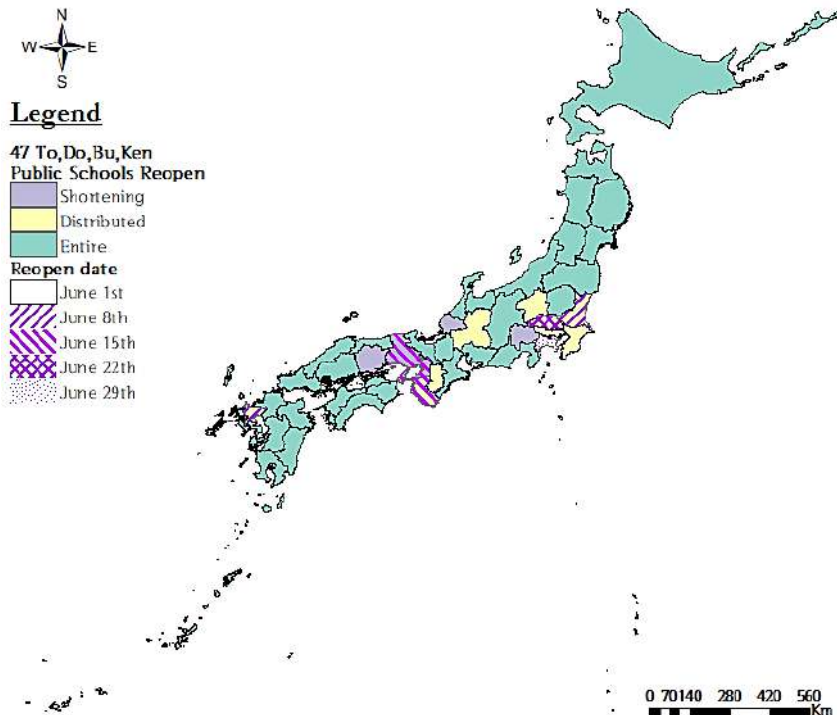 N
W E
S
Legend
47 To,Do,Bu,Ken
Public Schools Reopen
Shortening
Distributed
Entire
Reopen date
June 1st
June 8th
June 15th
June 22th
June 29th
0 70140 280 420 560
Km